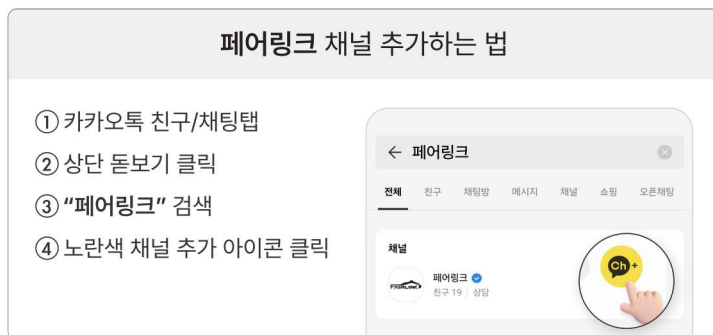 페어링크 채널 추가하는 법
① 카카오톡 친구/채팅탭
② 상단 돋보기 클릭
③ “페어링크” 검색
④ 노란색 채널 추가 아이콘 클릭
← 페어링크
전체 친구 채팅방 메시지 채널 쇼핑 오픈채팅
채널
FAIRLINK
페어링크
친구 19 | 상담
Ch+